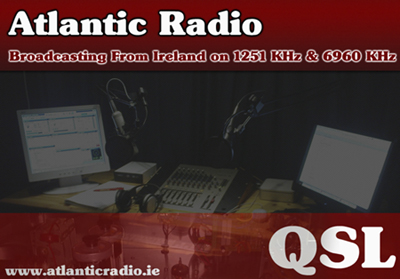 Atlantic Radio
Broadcasting From Ireland on 1251 KHz & 6960 KHz
QSL
www.atlanticradio.ie